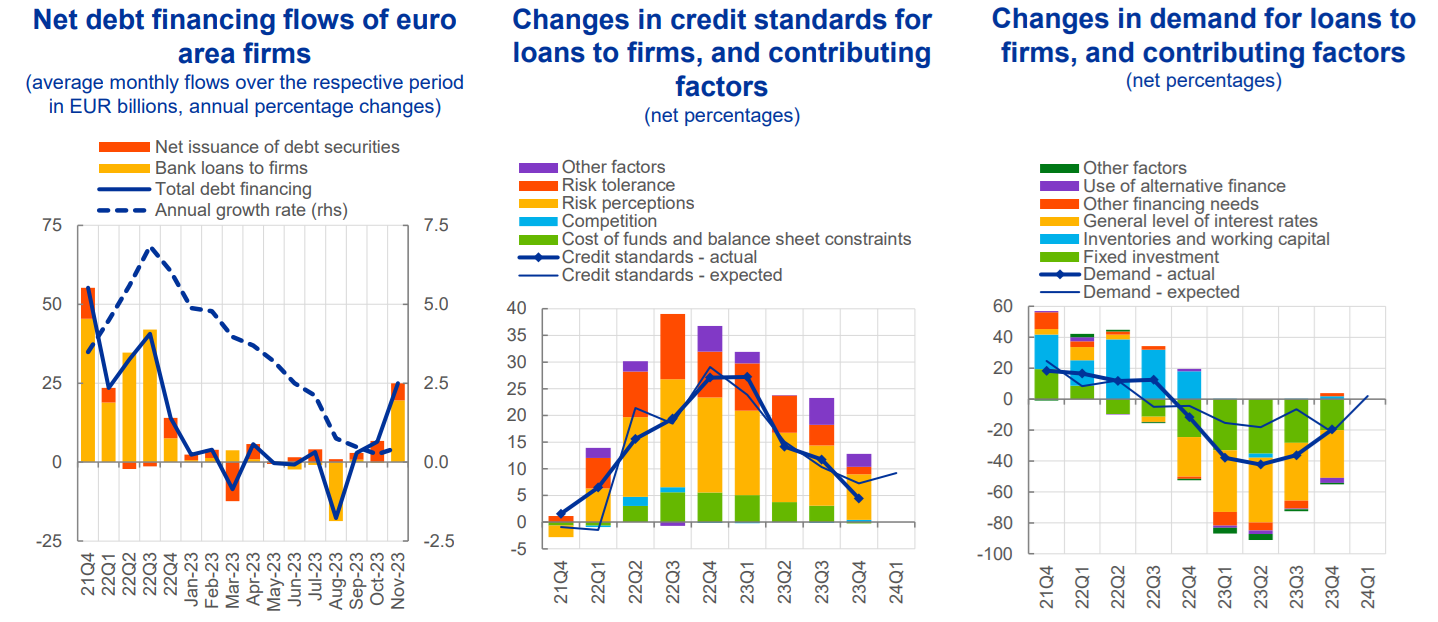 Net debt financing flows of euro
area firms
(average monthly flows over the respective period
in EUR billions, annual percentage changes)
Net issuance of debt securities
Bank loans to firms
Total debt financing
Annual growth rate (rhs)
75
50
25
0
-25
7.5
5.0
2.5
0.0
-2.5
21Q4
22Q1
22Q2
22Q3
22Q4
Jan-23
Feb-23
Mar-23
Apr-23
May-23
Jun-23
Jul-23
Aug-23
Sep-23
Oct-23
Nov-23
Changes in credit standards for
loans to firms, and contributing
factors
(net percentages)
Other factors
Risk tolerance
Risk perceptions
Competition
Cost of funds and balance sheet constraints
Credit standards - actual
Credit standards - expected
40
35
30
25
20
15
10
5
0
-5
21Q4
22Q1
22Q2
22Q3
22Q4
23Q1
23Q2
23Q3
23Q4
24Q1
Changes in demand for loans to
firms, and contributing factors
(net percentages)
Other factors
Use of alternative finance
Other financing needs
General level of interest rates
Inventories and working capital
Fixed investment
Demand - actual
Demand - expected
60
40
20
0
-20
-40
-60
-80
-100
21Q4
22Q1
22Q2
22Q3
22Q4
23Q1
23Q2
23Q3
23Q4
24Q1